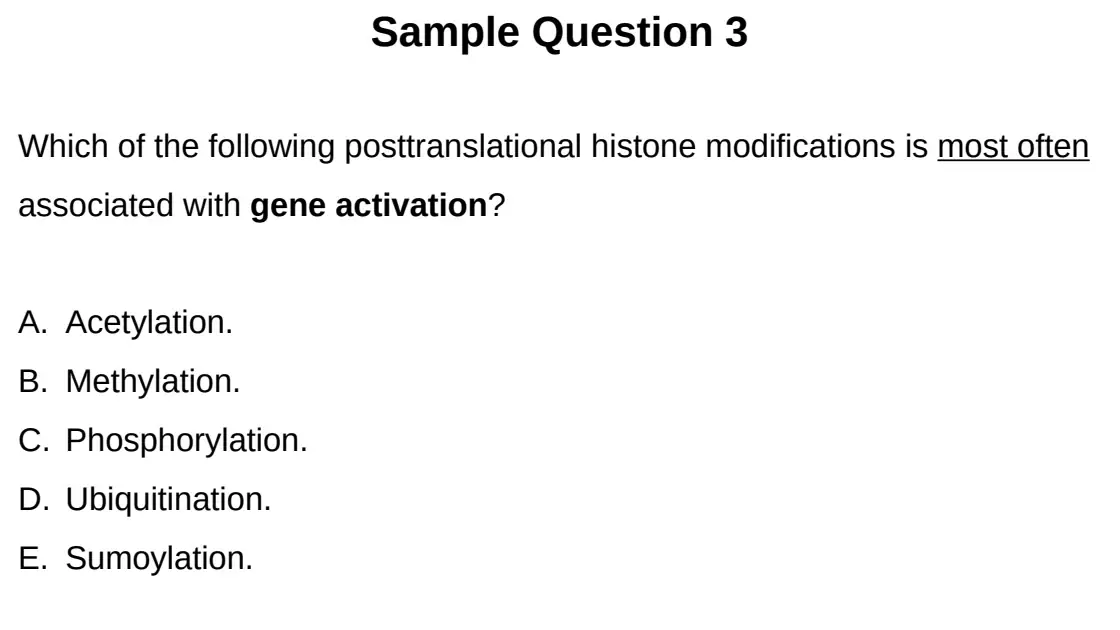 Sample Question 3
Which of the following posttranslational histone modifications is most often
associated with gene activation?
A. Acetylation.
B. Methylation.
C. Phosphorylation.
D. Ubiquitination.
E. Sumoylation.